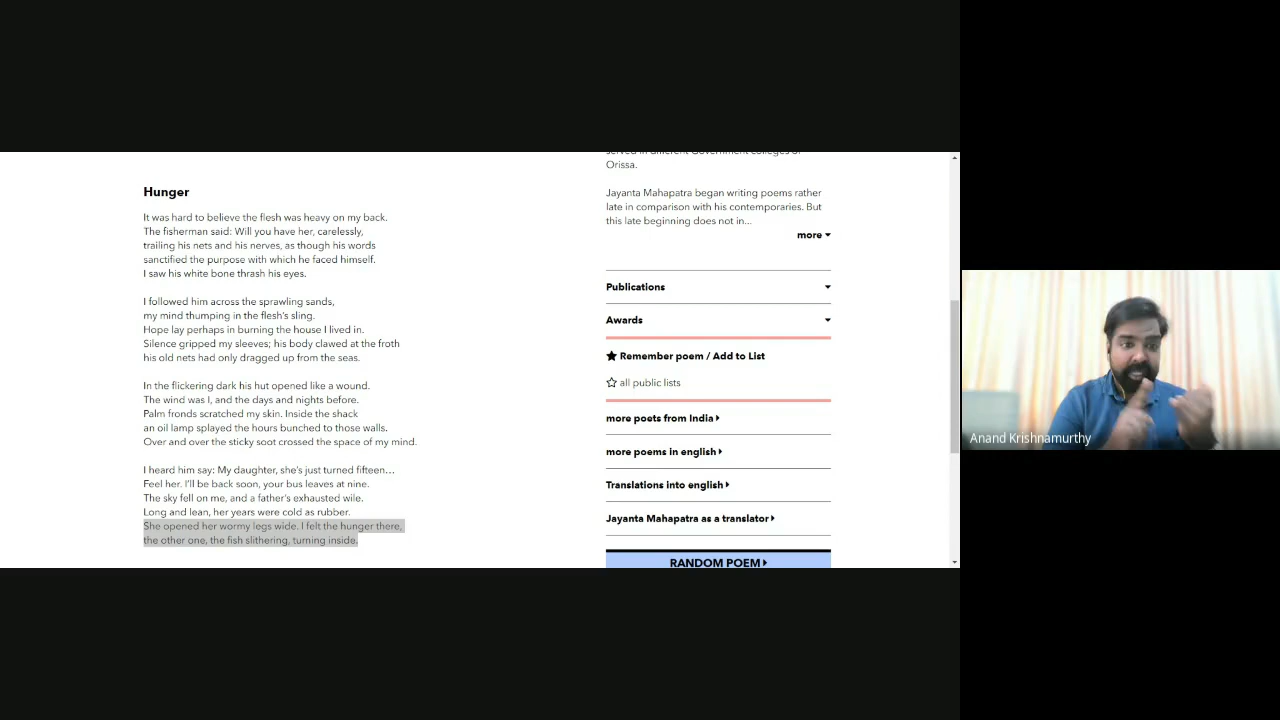 served in different Government colleges of
Orissa.
Jayanta Mahapatra began writing poems rather
late in comparison with his contemporaries. But
this late beginning does not in...
more
Hunger
It was hard to believe the flesh was heavy on my back.
The fisherman said: Will you have her, carelessly,
trailing his nets and his nerves, as though his words
sanctified the purpose with which he faced himself.
I saw his white bone thrash his eyes.
I followed him across the sprawling sands,
my mind thumping in the flesh's sling.
Hope lay perhaps in burning the house I lived in.
Silence gripped my sleeves; his body clawed at the froth
his old nets had only dragged up from the seas.
In the flickering dark his hut opened like a wound.
The wind was I, and the days and nights before.
Palm fronds scratched my skin. Inside the shack
an oil lamp splayed the hours bunched to those walls.
Over and over the sticky soot crossed the space of my mind.
I heard him say: My daughter, she's just turned fifteen…
Feel her. I'll be back soon, your bus leaves at nine.
The sky fell on me, and a father's exhausted wile.
Long and lean, her years were cold as rubber.
She opened her wormy legs wide. I felt the hunger there,
the other one, the fish slithering, turning inside.
Publications
Awards
Remember poem / Add to List
all public lists
more poets from India
more poems in english
Translations into english
Jayanta Mahapatra as a translator
RANDOM POEM
Anand Krishnamurthy